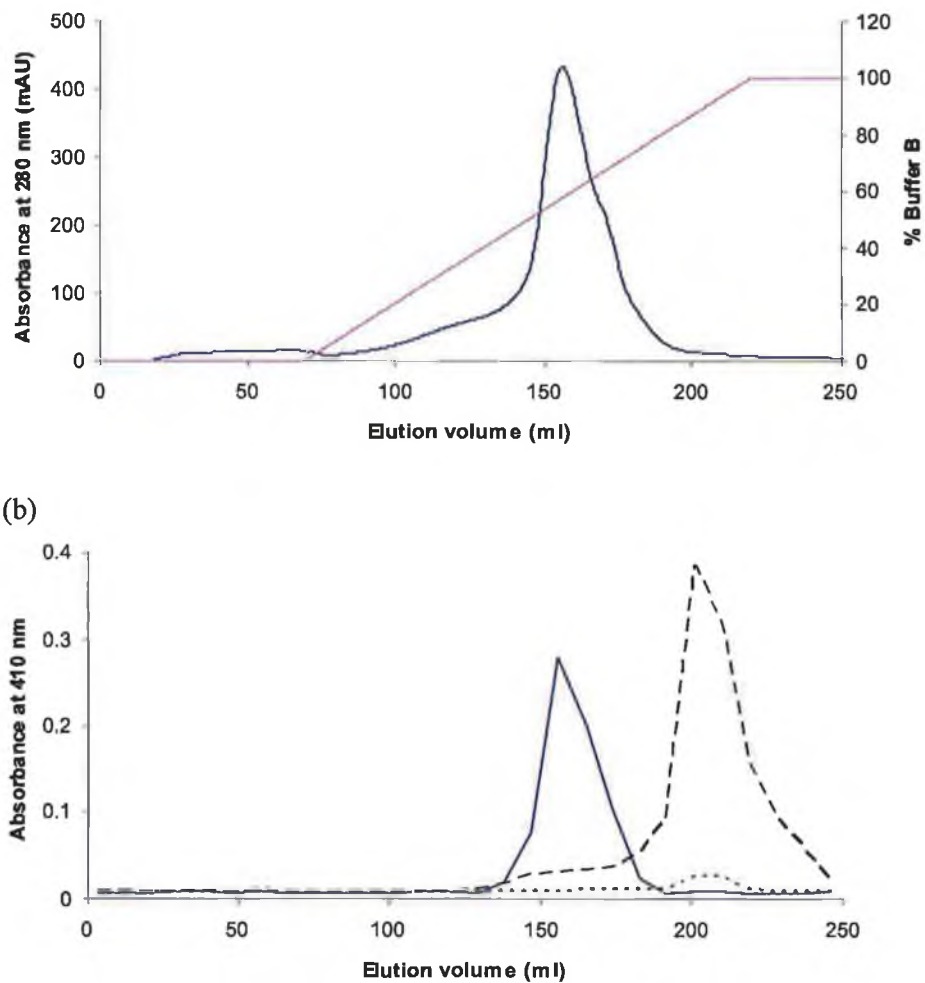 500
400
300
200
100
0
Absorbance at 280 nm (mAU)
120
100
80
60
40
20
0
% Buffer B
0 50 100 150 200 250
Elution volume (ml)
(b)
0.4
0.3
0.2
0.1
0
Absorbance at 410 nm
0 50 100 150 200 250
Elution volume (ml)